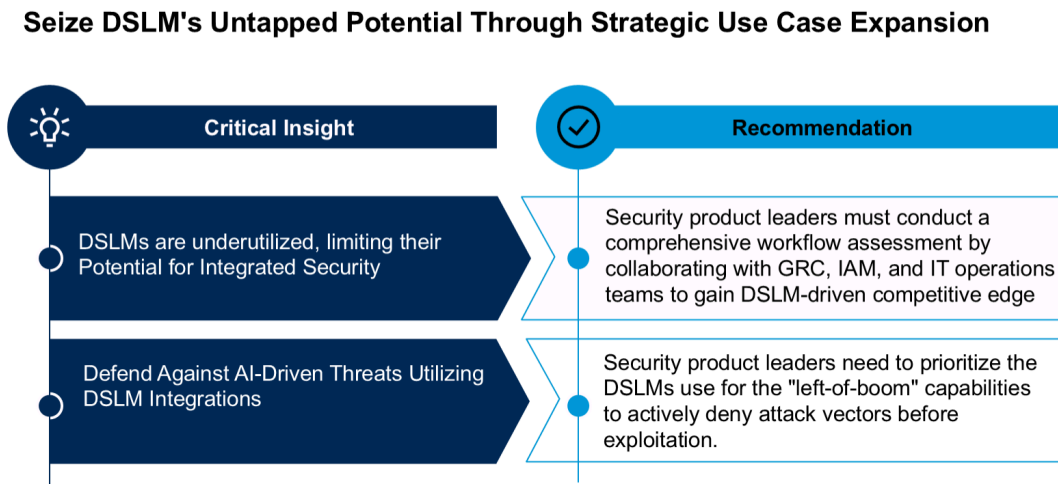 Seize DSLM's Untapped Potential Through Strategic Use Case Expansion
Critical Insight
Recommendation
DSLMs are underutilized, limiting their
Potential for Integrated Security
Security product leaders must conduct a
comprehensive workflow assessment by
collaborating with GRC, IAM, and IT operations
teams to gain DSLM-driven competitive edge
Defend Against AI-Driven Threats Utilizing
DSLM Integrations
Security product leaders need to prioritize the
DSLMs use for the "left-of-boom" capabilities
to actively deny attack vectors before
exploitation.